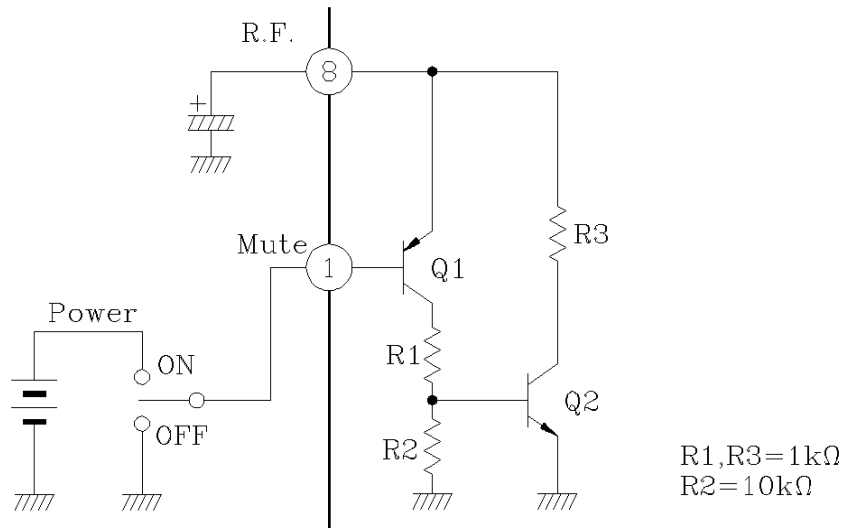 R.F.
8
+
Mute
1
Q1
R3
Power
ON
R1
OFF
Q2
R2
R1,R3=1kΩ
R2=10kΩ